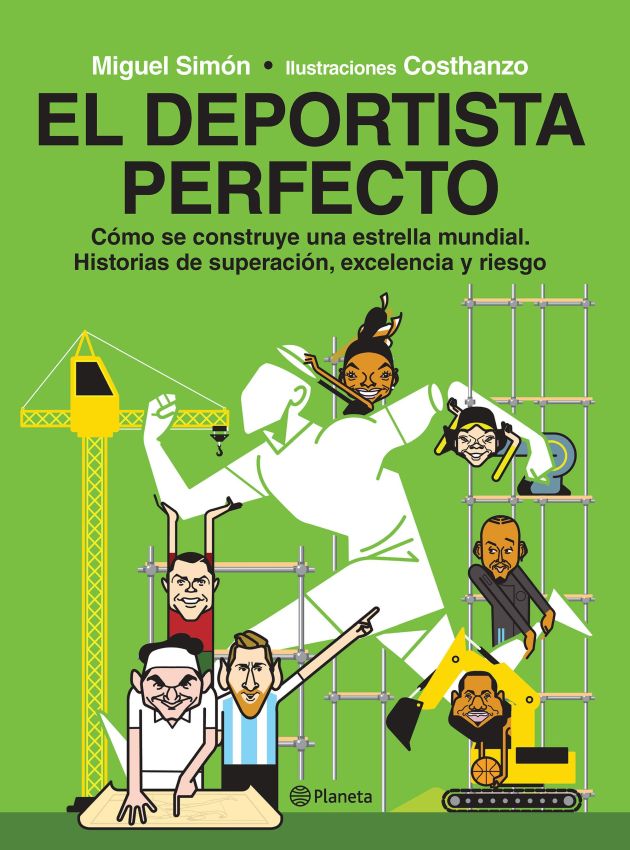 Miguel Simón • Ilustraciones Costhanzo
EL DEPORTISTA
PERFECTO
Cómo se construye una estrella mundial.
Historias de superación, excelencia y riesgo
Planeta